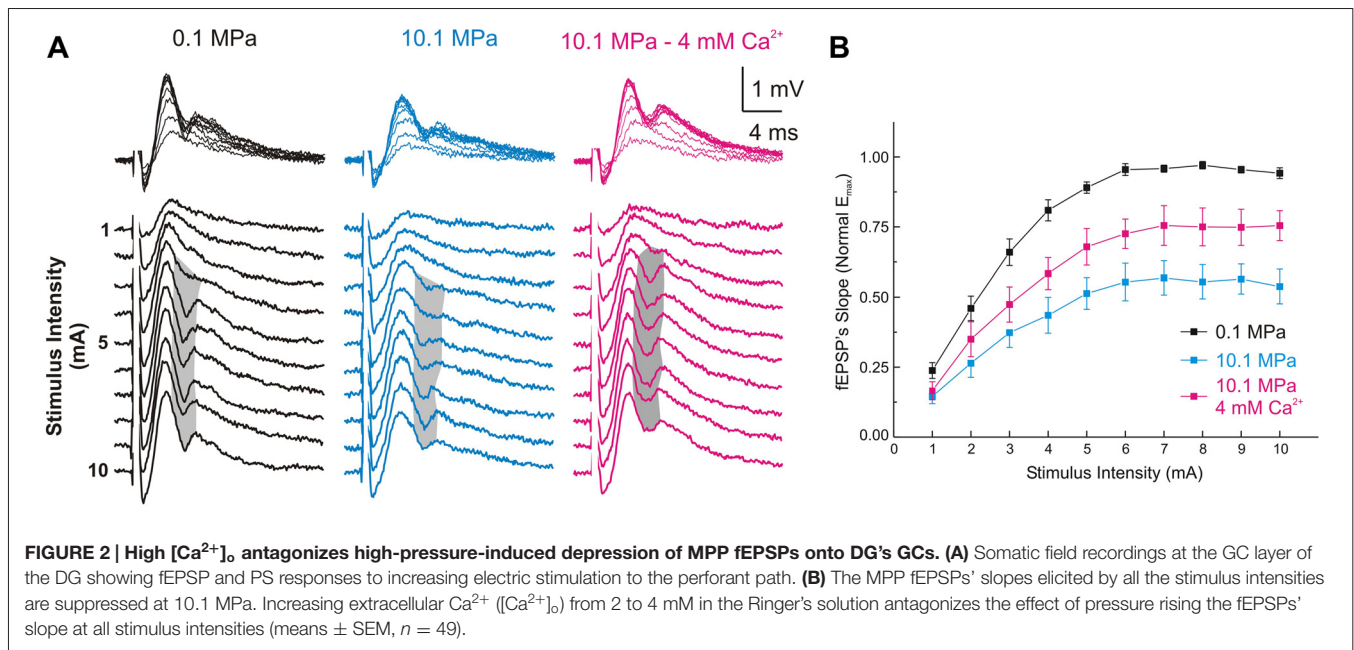 A
0.1 MPa
10.1 MPa
10.1 MPa - 4 mM Ca²⁺
1 mV
4 ms
Stimulus Intensity
(mA)
1
5
10
B
fEPSP's Slope (Normal Eₘₐₓ)
1.00
0.75
0.50
0.25
0.00
0 1 2 3 4 5 6 7 8 9 10
Stimulus Intensity (mA)
0.1 MPa
10.1 MPa
10.1 MPa
4 mM Ca²⁺
FIGURE 2 | High [Ca²⁺]ₒ antagonizes high-pressure-induced depression of MPP fEPSPs onto DG's GCs. (A) Somatic field recordings at the GC layer of
the DG showing fEPSP and PS responses to increasing electric stimulation to the perforant path. (B) The MPP fEPSPs' slopes elicited by all the stimulus intensities
are suppressed at 10.1 MPa. Increasing extracellular Ca²⁺ ([Ca²⁺]ₒ) from 2 to 4 mM in the Ringer's solution antagonizes the effect of pressure rising the fEPSPs'
slope at all stimulus intensities (means ± SEM, n = 49).